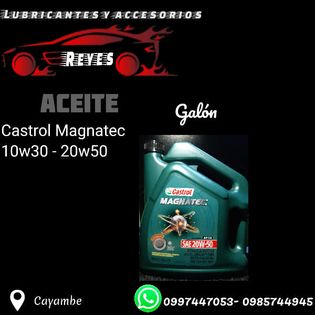 Lubricantes y accesorios
Reyes
ACEITE
Galón
Castrol Magnatec
10w30 - 20w50
Castrol
MAGNATEC
SAE 20W-50
Cayambe
0997447053- 0985744945